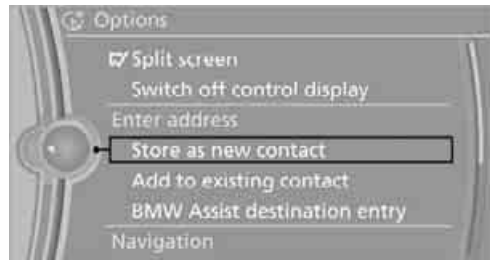 Options
Split screen
Switch off control display
Enter address
Store as new contact
Add to existing contact
BMW Assist destination entry
Navigation